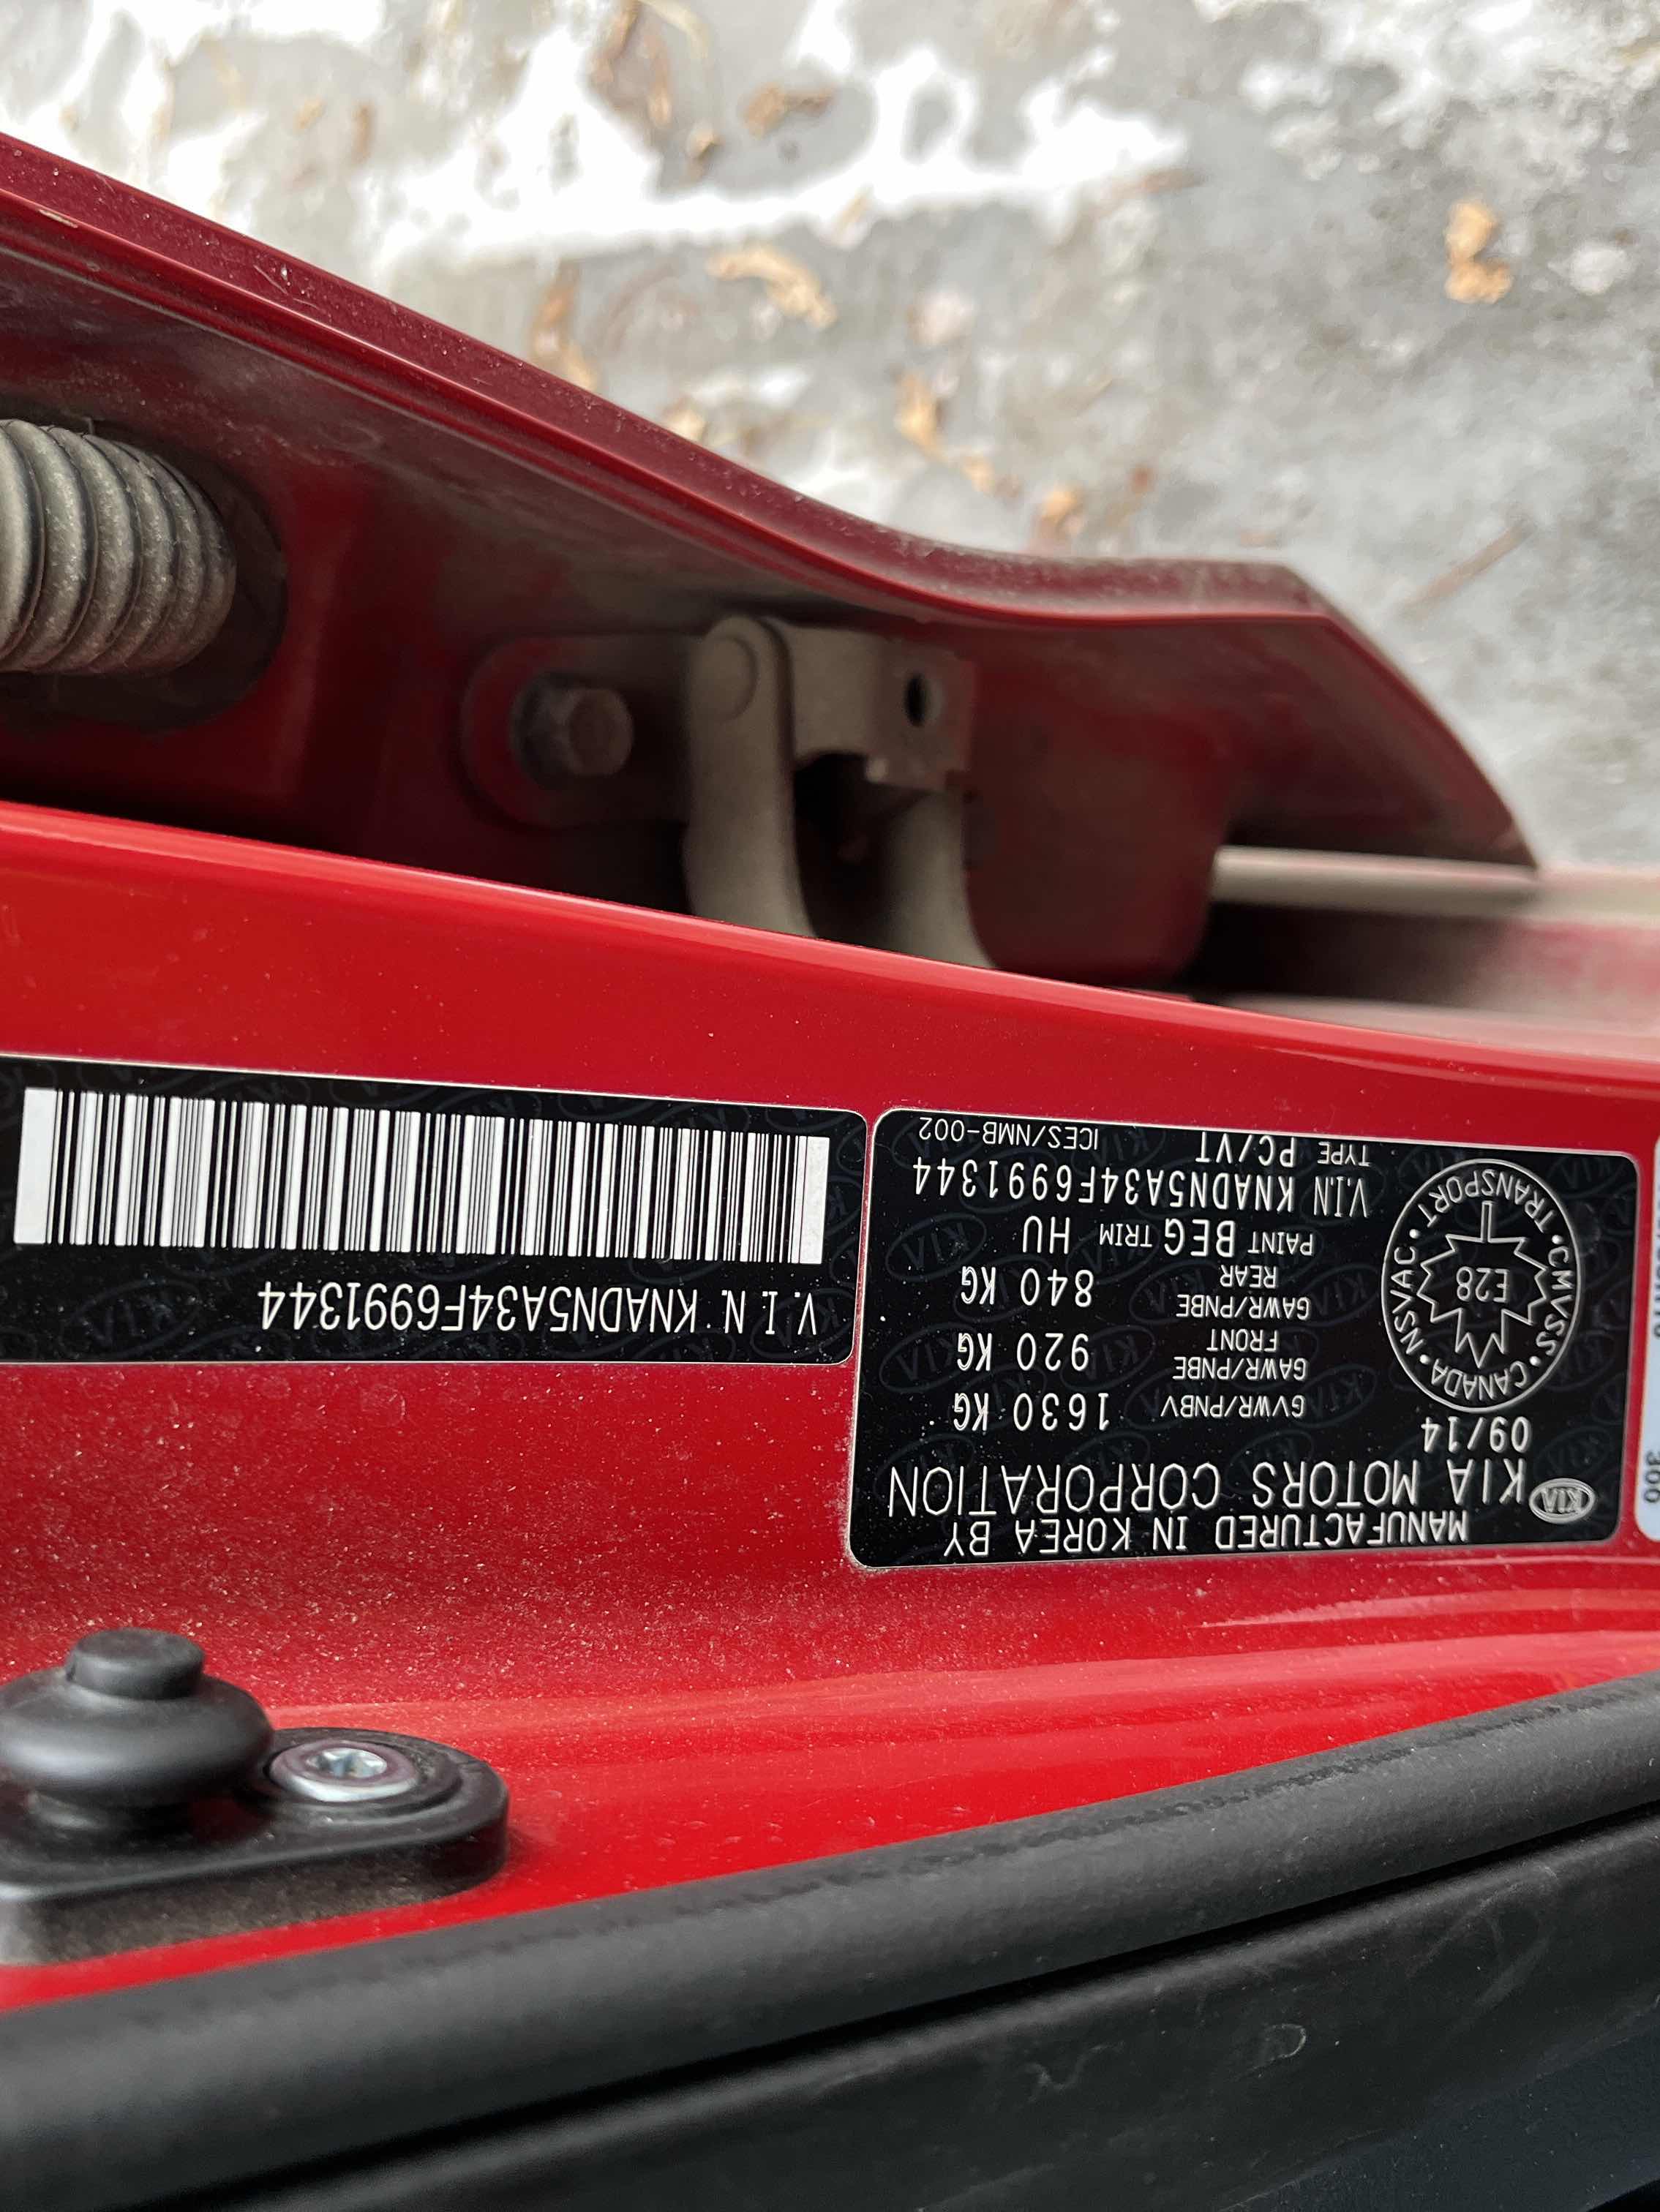 MANUFACTURED IN KOREA BY
KIA
KIA MOTORS CORPORATION
09/14
GVWR/PNBV 1630 KG
GAWR/PNBE FRONT 920 KG
GAWR/PNBE REAR 840 KG
PAINT BEG TRIM HU
V.I.N KNADN5A34F6991344
TYPE PC/VT ICES/NMB-002
CANADA • NSVAC • TRANSPORT • CMVSS
E28
V.I.N. KNADN5A34F6991344
366